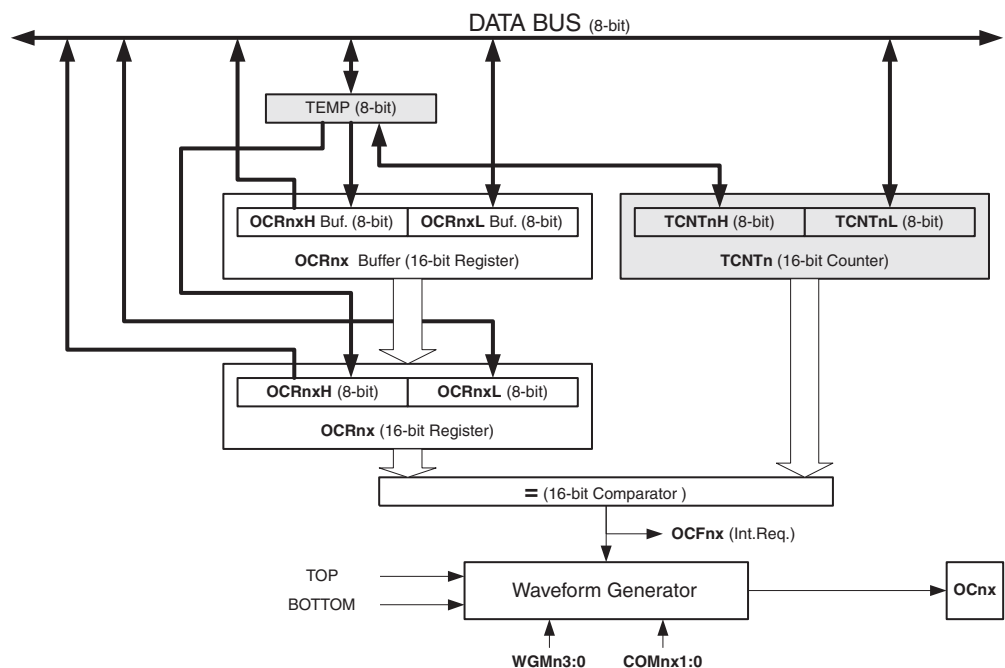 DATA BUS (8-bit)
TEMP (8-bit)
OCRnxH Buf. (8-bit) OCRnxL Buf. (8-bit)
OCRnx Buffer (16-bit Register)
TCNTnH (8-bit) TCNTnL (8-bit)
TCNTn (16-bit Counter)
OCRnxH (8-bit) OCRnxL (8-bit)
OCRnx (16-bit Register)
= (16-bit Comparator )
OCFnx (Int.Req.)
TOP
BOTTOM
Waveform Generator
OCnx
WGMn3:0 COMnx1:0